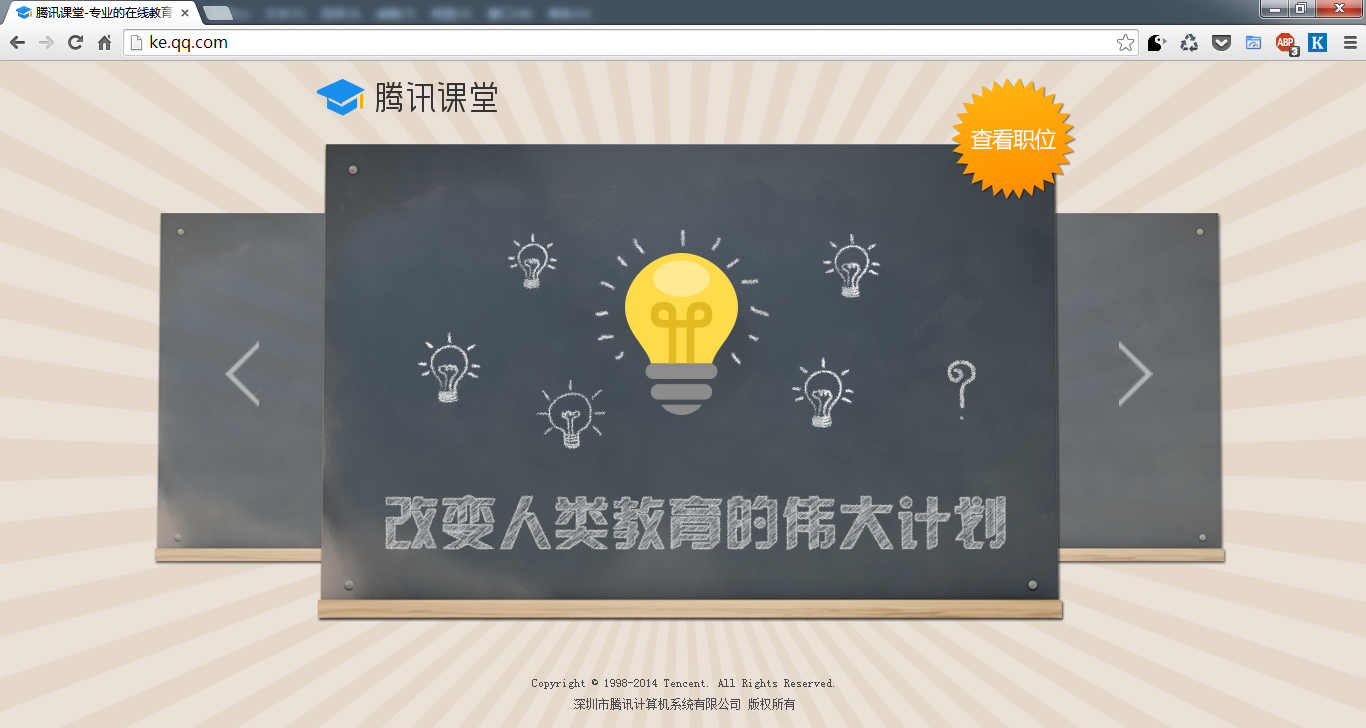 腾讯课堂-专业的在线教育
ke.qq.com
ABP
3
K
腾讯课堂
查看职位
?
改变人类教育的伟大计划
Copyright © 1998-2014 Tencent. All Rights Reserved.
深圳市腾讯计算机系统有限公司 版权所有